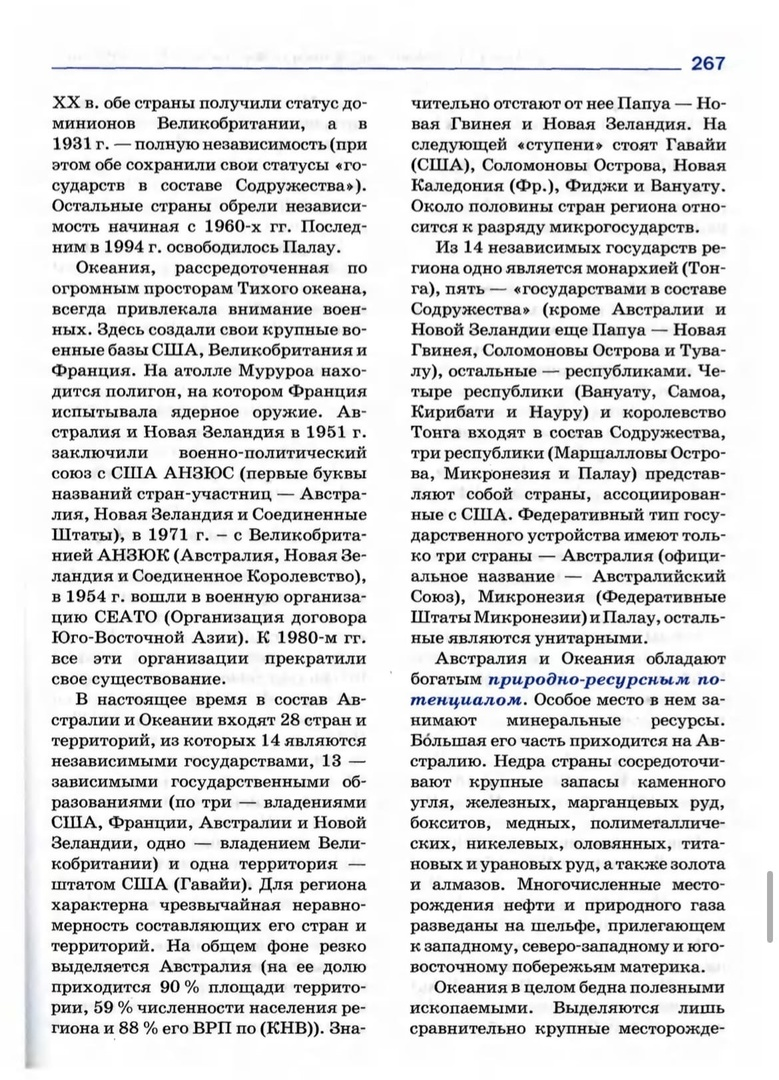 267
XX в. обе страны получили статус до-
минионов Великобритании, а в
1931 г. — полную независимость (при
этом обе сохранили свои статусы «го-
сударств в составе Содружества»).
Остальные страны обрели независи-
мость начиная с 1960-х гг. Послед-
ним в 1994 г. освободилось Палау.
Океания, рассредоточенная по
огромным просторам Тихого океана,
всегда привлекала внимание воен-
ных. Здесь создали свои крупные во-
енные базы США, Великобритания и
Франция. На атолле Муруроа нахо-
дится полигон, на котором Франция
испытывала ядерное оружие. Ав-
стралия и Новая Зеландия в 1951 г.
заключили военно-политический
союз с США АНЗЮС (первые буквы
названий стран-участниц — Австра-
лия, Новая Зеландия и Соединенные
Штаты), в 1971 г. – с Великобрита-
нией АНЗЮК (Австралия, Новая Зе-
ландия и Соединенное Королевство),
в 1954 г. вошли в военную организа-
цию СЕАТО (Организация договора
Юго-Восточной Азии). К 1980-м гг.
все эти организации прекратили
свое существование.
В настоящее время в состав Ав-
стралии и Океании входят 28 стран и
территорий, из которых 14 являются
независимыми государствами, 13 —
зависимыми государственными об-
разованиями (по три — владениями
США, Франции, Австралии и Новой
Зеландии, одно — владением Вели-
кобритании) и одна территория —
штатом США (Гавайи). Для региона
характерна чрезвычайная неравно-
мерность составляющих его стран и
территорий. На общем фоне резко
выделяется Австралия (на ее долю
приходится 90 % площади террито-
рии, 59 % численности населения ре-
гиона и 88 % его ВРП по (КНВ)). Зна-
чительно отстают от нее Папуа — Но-
вая Гвинея и Новая Зеландия. На
следующей «ступени» стоят Гавайи
(США), Соломоновы Острова, Новая
Каледония (Фр.), Фиджи и Вануату.
Около половины стран региона отно-
сится к разряду микрогосударств.
Из 14 независимых государств ре-
гиона одно является монархией (Тон-
га), пять — «государствами в составе
Содружества» (кроме Австралии и
Новой Зеландии еще Папуа — Новая
Гвинея, Соломоновы Острова и Тува-
лу), остальные — республиками. Че-
тыре республики (Вануату, Самоа,
Кирибати и Науру) и королевство
Тонга входят в состав Содружества,
три республики (Маршалловы Остро-
ва, Микронезия и Палау) представ-
ляют собой страны, ассоциирован-
ные с США. Федеративный тип госу-
дарственного устройства имеют толь-
ко три страны — Австралия (офици-
альное название — Австралийский
Союз), Микронезия (Федеративные
Штаты Микронезии) и Палау, осталь-
ные являются унитарными.
Австралия и Океания обладают
богатым природно-ресурсным по-
тенциалом. Особое место в нем за-
нимают минеральные ресурсы.
Бо́льшая его часть приходится на Ав-
стралию. Недра страны сосредоточи-
вают крупные запасы каменного
угля, железных, марганцевых руд,
бокситов, медных, полиметалличе-
ских, никелевых, оловянных, тита-
новых и урановых руд, а также золота
и алмазов. Многочисленные место-
рождения нефти и природного газа
разведаны на шельфе, прилегающем
к западному, северо-западному и юго-
восточному побережьям материка.
Океания в целом бедна полезными
ископаемыми. Выделяются лишь
сравнительно крупные месторожде-